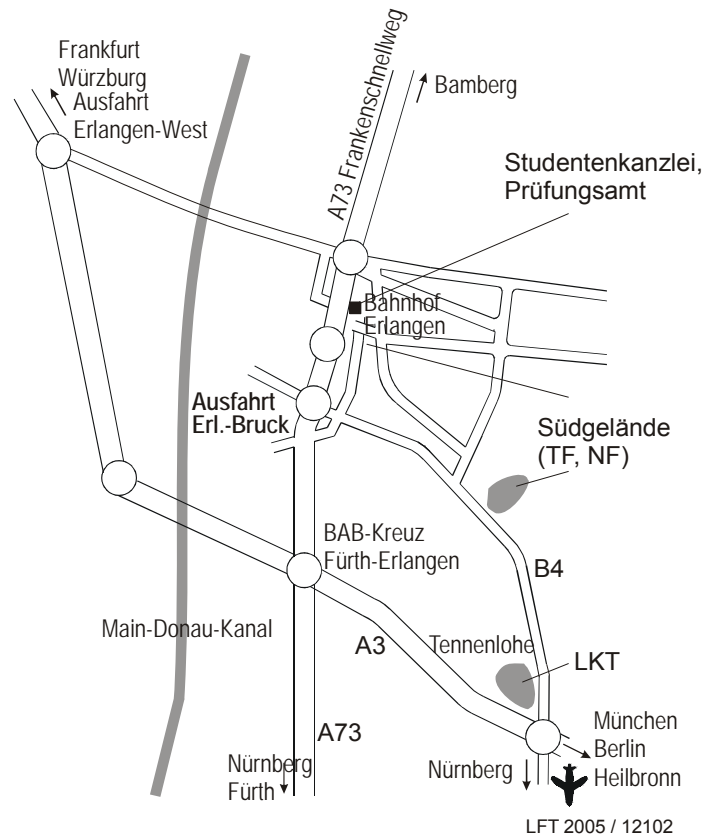 Frankfurt
Würzburg
Ausfahrt
Erlangen-West
A73 Frankenschnellweg
Bamberg
Studentenkanzlei,
Prüfungsamt
Bahnhof
Erlangen
Ausfahrt
Erl.-Bruck
Südgelände
(TF, NF)
BAB-Kreuz
Fürth-Erlangen
B4
Main-Donau-Kanal
A3
Tennenlohe
LKT
A73
Nürnberg
Fürth
Nürnberg
München
Berlin
Heilbronn
LFT 2005 / 12102